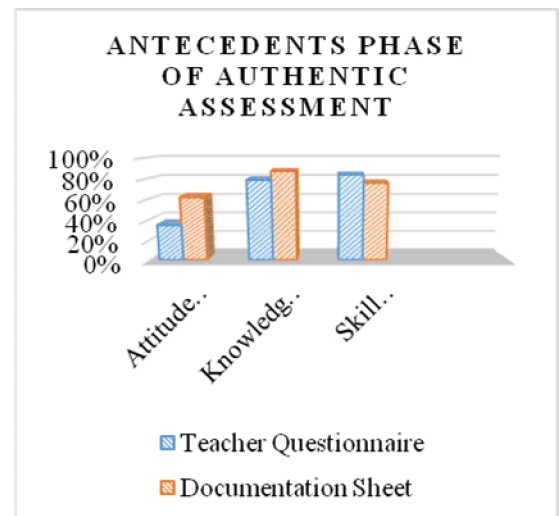 ANTECEDENTS PHASE
OF AUTHENTIC
ASSESSMENT
100%
80%
60%
40%
20%
0%
Attitude..
Knowledg..
Skill..
Teacher Questionnaire
Documentation Sheet